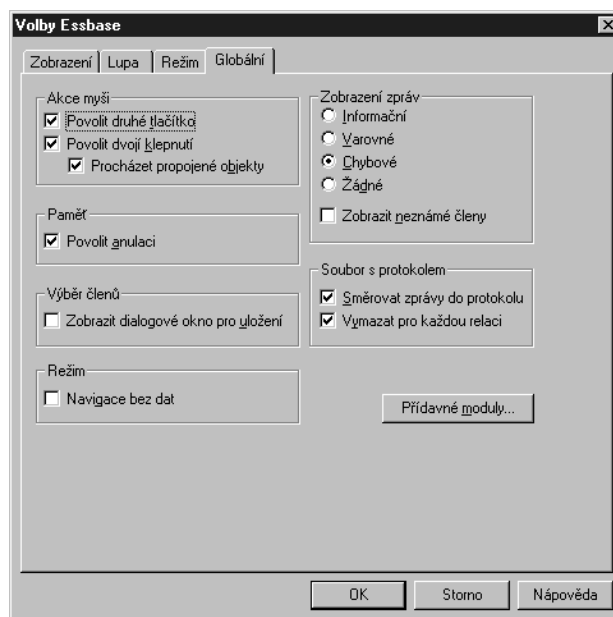 Volby Essbase
Zobrazení
Lupa
Režim
Globální
Akce myši
Povolit druhé tlačítko
Povolit dvojí klepnutí
Procházet propojené objekty
Paměť
Povolit anulaci
Výběr členů
Zobrazit dialogové okno pro uložení
Režim
Navigace bez dat
Zobrazení zpráv
Informační
Varovné
Chybové
Žádné
Zobrazit neznámé členy
Soubor s protokolem
Směrovat zprávy do protokolu
Vymazat pro každou relaci
Přídavné moduly...
OK
Storno
Nápověda